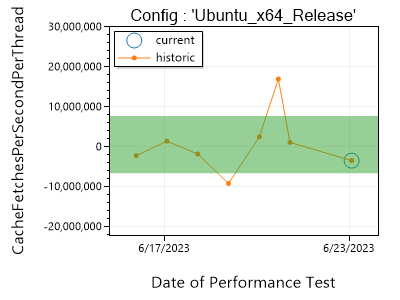 Config : 'Ubuntu_x64_Release'
CacheFetchesPerSecondPerThread
30,000,000
20,000,000
10,000,000
0
-10,000,000
-20,000,000
current
historic
6/17/2023
6/23/2023
Date of Performance Test